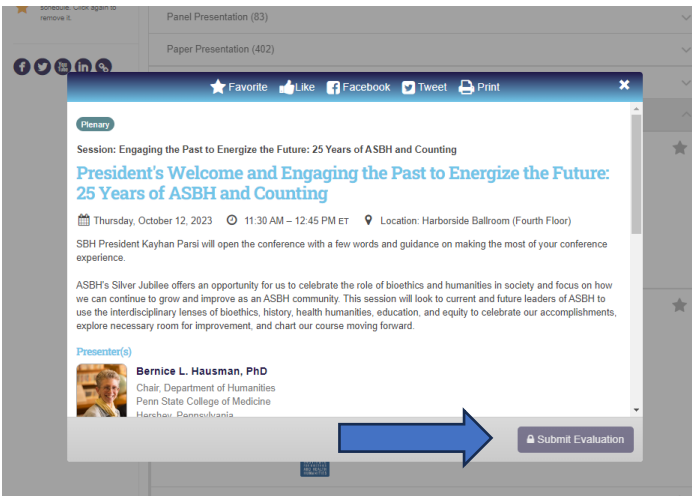 schedule. Click again to
remove it.
Panel Presentation (83)
Paper Presentation (402)
Favorite Like Facebook Tweet Print
Plenary
Session: Engaging the Past to Energize the Future: 25 Years of ASBH and Counting
President's Welcome and Engaging the Past to Energize the Future:
25 Years of ASBH and Counting
Thursday, October 12, 2023 11:30 AM – 12:45 PM ET Location: Harborside Ballroom (Fourth Floor)
SBH President Kayhan Parsi will open the conference with a few words and guidance on making the most of your conference
experience.
ASBH's Silver Jubilee offers an opportunity for us to celebrate the role of bioethics and humanities in society and focus on how
we can continue to grow and improve as an ASBH community. This session will look to current and future leaders of ASBH to
use the interdisciplinary lenses of bioethics, history, health humanities, education, and equity to celebrate our accomplishments,
explore necessary room for improvement, and chart our course moving forward.
Presenter(s)
Bernice L. Hausman, PhD
Chair, Department of Humanities
Penn State College of Medicine
Hershey, Pennsylvania
Submit Evaluation